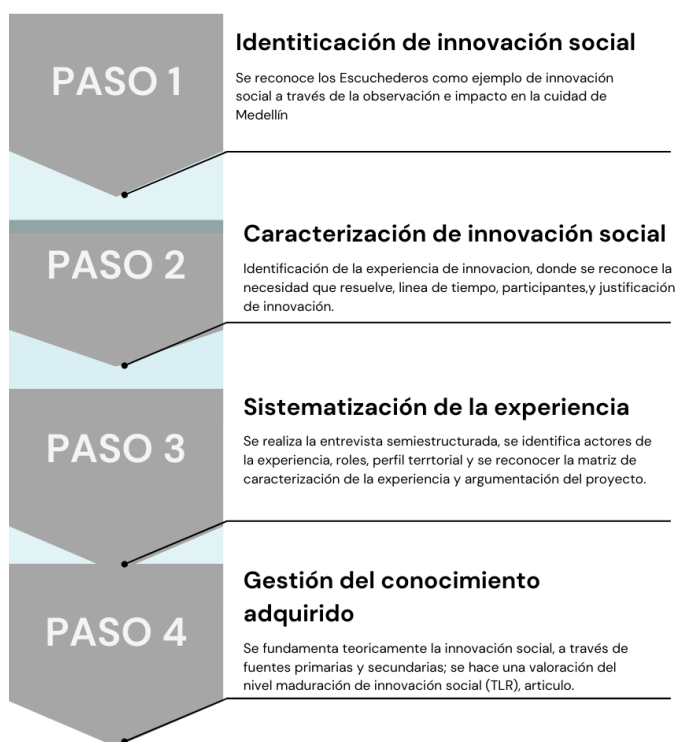 PASO 1
Identiticación de innovación social
Se reconoce los Escuchederos como ejemplo de innovación
social a través de la observación e impacto en la cuidad de
Medellín
PASO 2
Caracterización de innovación social
Identificación de la experiencia de innovacion, donde se reconoce la
necesidad que resuelve, linea de tiempo, participantes,y justificación
de innovación.
PASO 3
Sistematización de la experiencia
Se realiza la entrevista semiestructurada, se identifica actores de
la experiencia, roles, perfil terrtorial y se reconocer la matriz de
caracterización de la experiencia y argumentación del proyecto.
PASO 4
Gestión del conocimiento
adquirido
Se fundamenta teoricamente la innovación social, a través de
fuentes primarias y secundarias; se hace una valoración del
nivel maduración de innovación social (TLR), articulo.